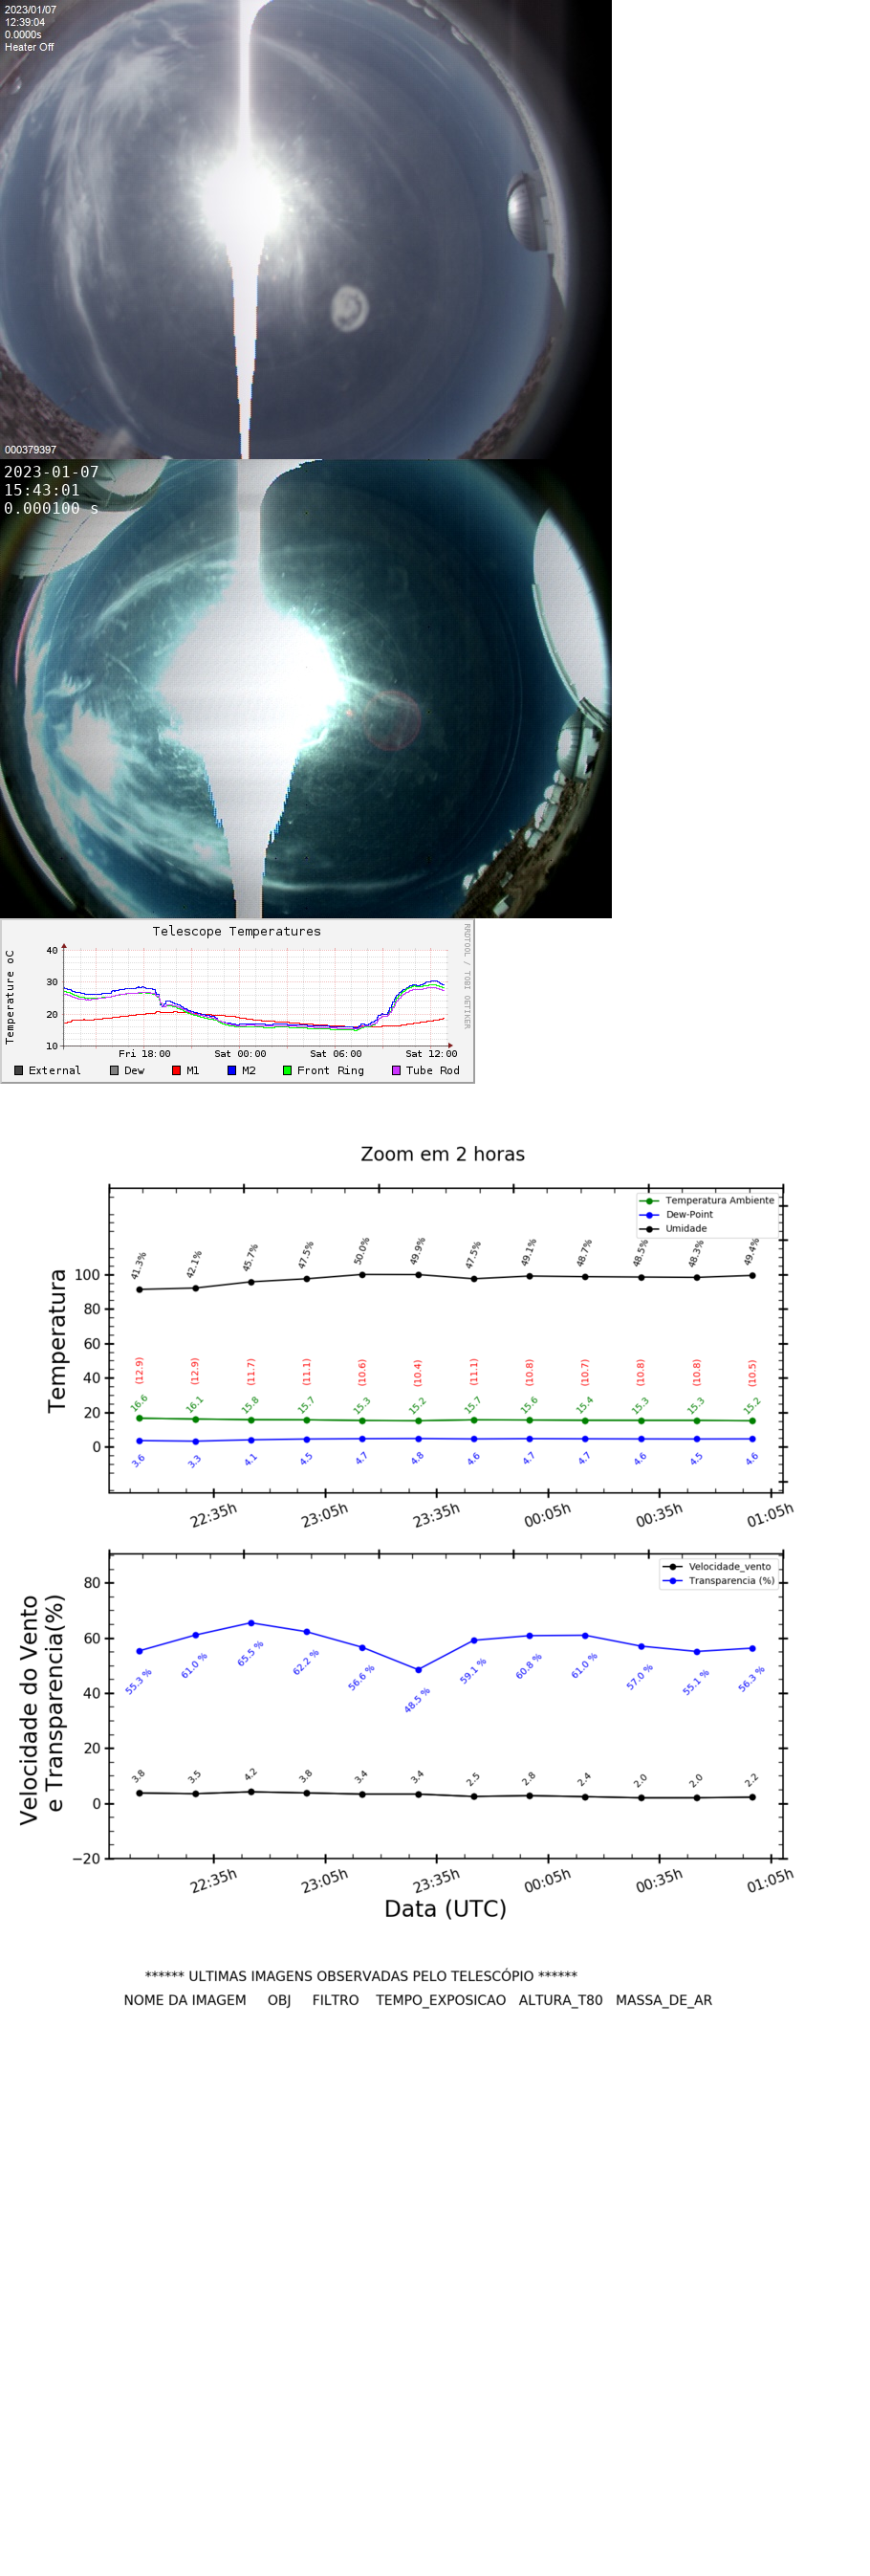 2023/01/07
12:39:04
0.0000s
Heater Off
000379397
2023-01-07
15:43:01
0.000100 s
Telescope Temperatures
RRDTOOL / TOBI OETIKER
Temperature oC
40
30
20
10
Fri 18:00 Sat 00:00 Sat 06:00 Sat 12:00
External Dew M1 M2 Front Ring Tube Rod
Zoom em 2 horas
Temperatura Ambiente
Dew-Point
Umidade
Temperatura
100
80
60
40
20
0
41.3% 42.1% 45.7% 47.5% 50.0% 49.9% 47.5% 49.1% 48.7% 48.5% 48.3% 49.4%
(12.9) (12.9) (11.7) (11.1) (10.6) (10.4) (11.1) (10.8) (10.7) (10.8) (10.8) (10.5)
16.6 16.1 15.8 15.7 15.3 15.2 15.7 15.6 15.4 15.3 15.3 15.2
3.6 3.3 4.1 4.5 4.7 4.8 4.6 4.7 4.7 4.6 4.5 4.6
22:35h 23:05h 23:35h 00:05h 00:35h 01:05h
Velocidade_vento
Transparencia (%)
Velocidade do Vento
e Transparencia(%)
80
60
40
20
0
−20
55.3 % 61.0 % 65.5 % 62.2 % 56.6 % 48.5 % 59.1 % 60.8 % 61.0 % 57.0 % 55.1 % 56.3 %
3.8 3.5 4.2 3.8 3.4 3.4 2.5 2.8 2.4 2.0 2.0 2.2
22:35h 23:05h 23:35h 00:05h 00:35h 01:05h
Data (UTC)
****** ULTIMAS IMAGENS OBSERVADAS PELO TELESCÓPIO ******
NOME DA IMAGEM OBJ FILTRO TEMPO_EXPOSICAO ALTURA_T80 MASSA_DE_AR